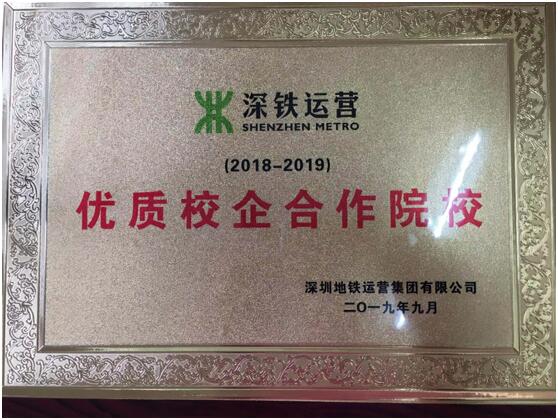 深铁运营
SHENZHEN METRO
(2018-2019)
优质校企合作院校
深圳地铁运营集团有限公司
二〇一九年九月